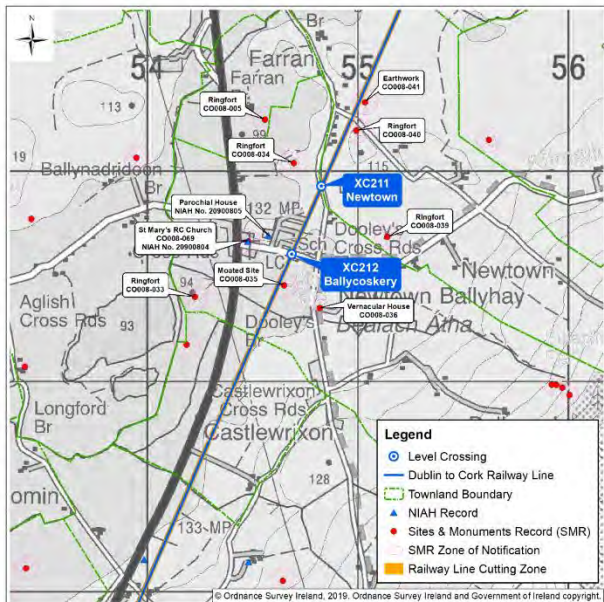 N
Br
Farran
Farran
54
55
56
Earthwork
CO008-041
Ringfort
CO008-005
113
99
Ringfort
CO008-040
Ringfort
CO008-034
19
115
Ballynadrideen
Br
XC211
Newtown
Parochial House
NIAH No. 20900805
132 MP
St Mary's RC Church
CO008-069
NIAH No. 20900804
Sch
Dooley's
Cross Rds
Ringfort
CO008-039
LC
XC212
Ballycoskery
Newtown
Moated Site
CO008-035
Ringfort
CO008-033
94
Newtown Ballyhay
Bealach Atha
Vernacular House
CO008-036
Aglish
Cross Rds
93
Dooley's
Br
Castlewrixon
Cross Rds
Castlewrixon
Longford
Br
128
omin
133 MP
Legend
Level Crossing
Dublin to Cork Railway Line
Townland Boundary
NIAH Record
Sites & Monuments Record (SMR)
SMR Zone of Notification
Railway Line Cutting Zone
© Ordnance Survey Ireland, 2019. Ordnance Survey Ireland and Government of Ireland copyright.